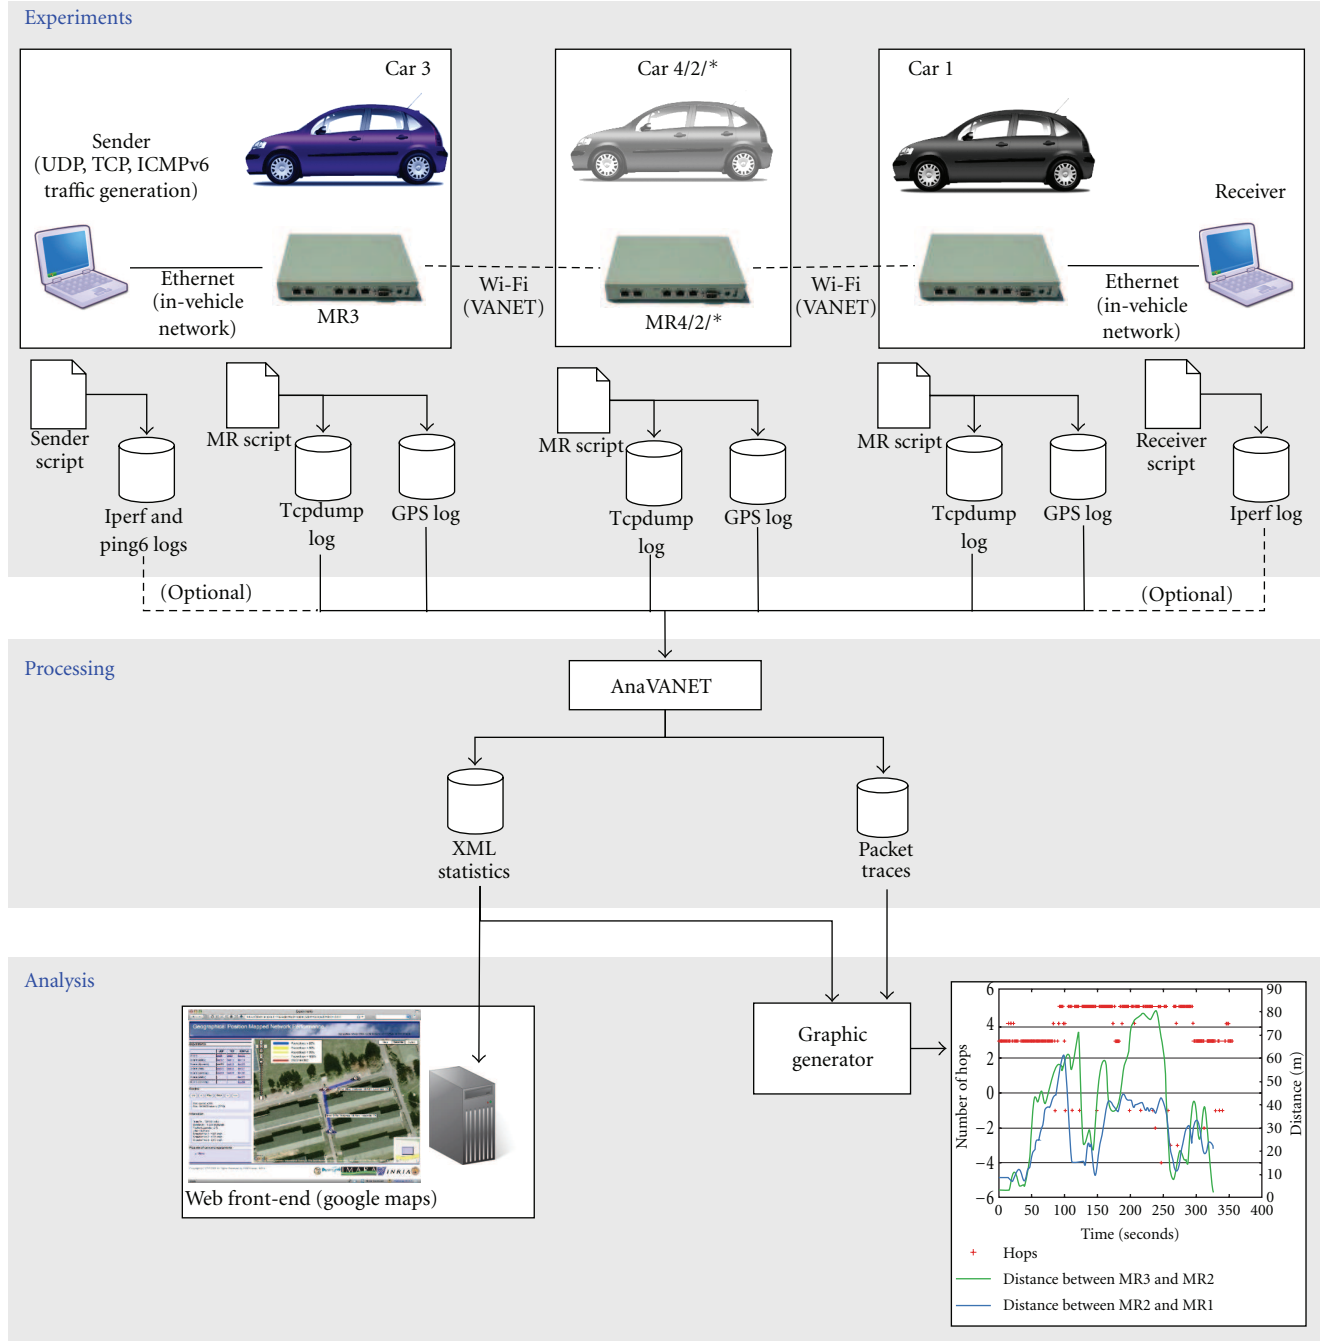 Experiments
Car 3
Car 4/2/*
Car 1
Sender
(UDP, TCP, ICMPv6
traffic generation)
Receiver
Ethernet
(in-vehicle
network)
MR3
Wi-Fi
(VANET)
MR4/2/*
Wi-Fi
(VANET)
Ethernet
(in-vehicle
network)
Sender
script
MR script
MR script
MR script
Receiver
script
Iperf and
ping6 logs
Tcpdump
log
GPS log
Tcpdump
log
GPS log
Tcpdump
log
GPS log
Iperf log
(Optional)
(Optional)
Processing
AnaVANET
XML
statistics
Packet
traces
Analysis
Web front-end (google maps)
INRIA
Graphic
generator
6
4
2
0
−2
−4
−6
Number of hops
90
80
70
60
50
40
30
20
10
0
Distance (m)
0 50 100 150 200 250 300 350 400
Time (seconds)
Hops
Distance between MR3 and MR2
Distance between MR2 and MR1